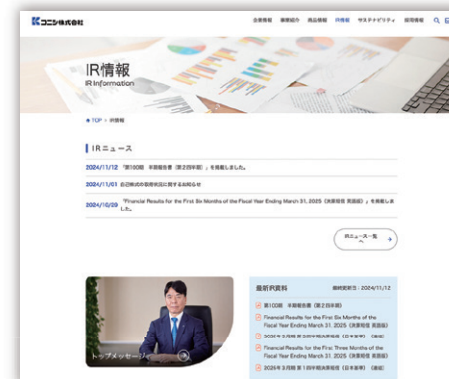 コニシ株式会社
企業情報 事業紹介 商品情報 IR情報 サステナビリティ 採用情報
IR情報
IR Information
TOP > IR情報
IRニュース
2024/11/12 「第100期 半期報告書（第2四半期）」を掲載しました。
2024/11/01 自己株式の取得状況に関するお知らせ
2024/10/29 「Financial Results for the First Six Months of the Fiscal Year Ending March 31, 2025（決算短信 英語版）」を掲載しま
した。
IRニュース一覧
へ
トップメッセージ
最新IR資料 最終更新日：2024/11/12
第100期 半期報告書（第2四半期）
Financial Results for the First Six Months of the
Fiscal Year Ending March 31, 2025（決算短信 英語版）
Financial Results for the First Three Months of the
Fiscal Year Ending March 31, 2025（決算短信 英語版）
2025年3月期 第1四半期決算短信〔日本基準〕（連結）